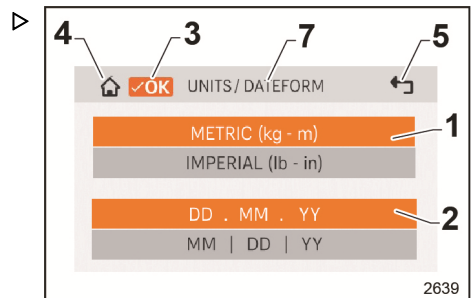 4 3 7 5
✓OK UNITS / DATEFORM
METRIC (kg - m) 1
IMPERIAL (lb - in)
DD . MM . YY 2
MM | DD | YY
2639